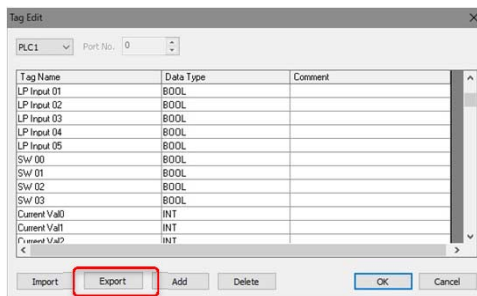 Tag Edit
PLC1 Port No. 0
Tag Name Data Type Comment
LP Input 01 BOOL
LP Input 02 BOOL
LP Input 03 BOOL
LP Input 04 BOOL
LP Input 05 BOOL
SW 00 BOOL
SW 01 BOOL
SW 02 BOOL
SW 03 BOOL
Current Val0 INT
Current Val1 INT
Current Val2 INT
Import Export Add Delete OK Cancel